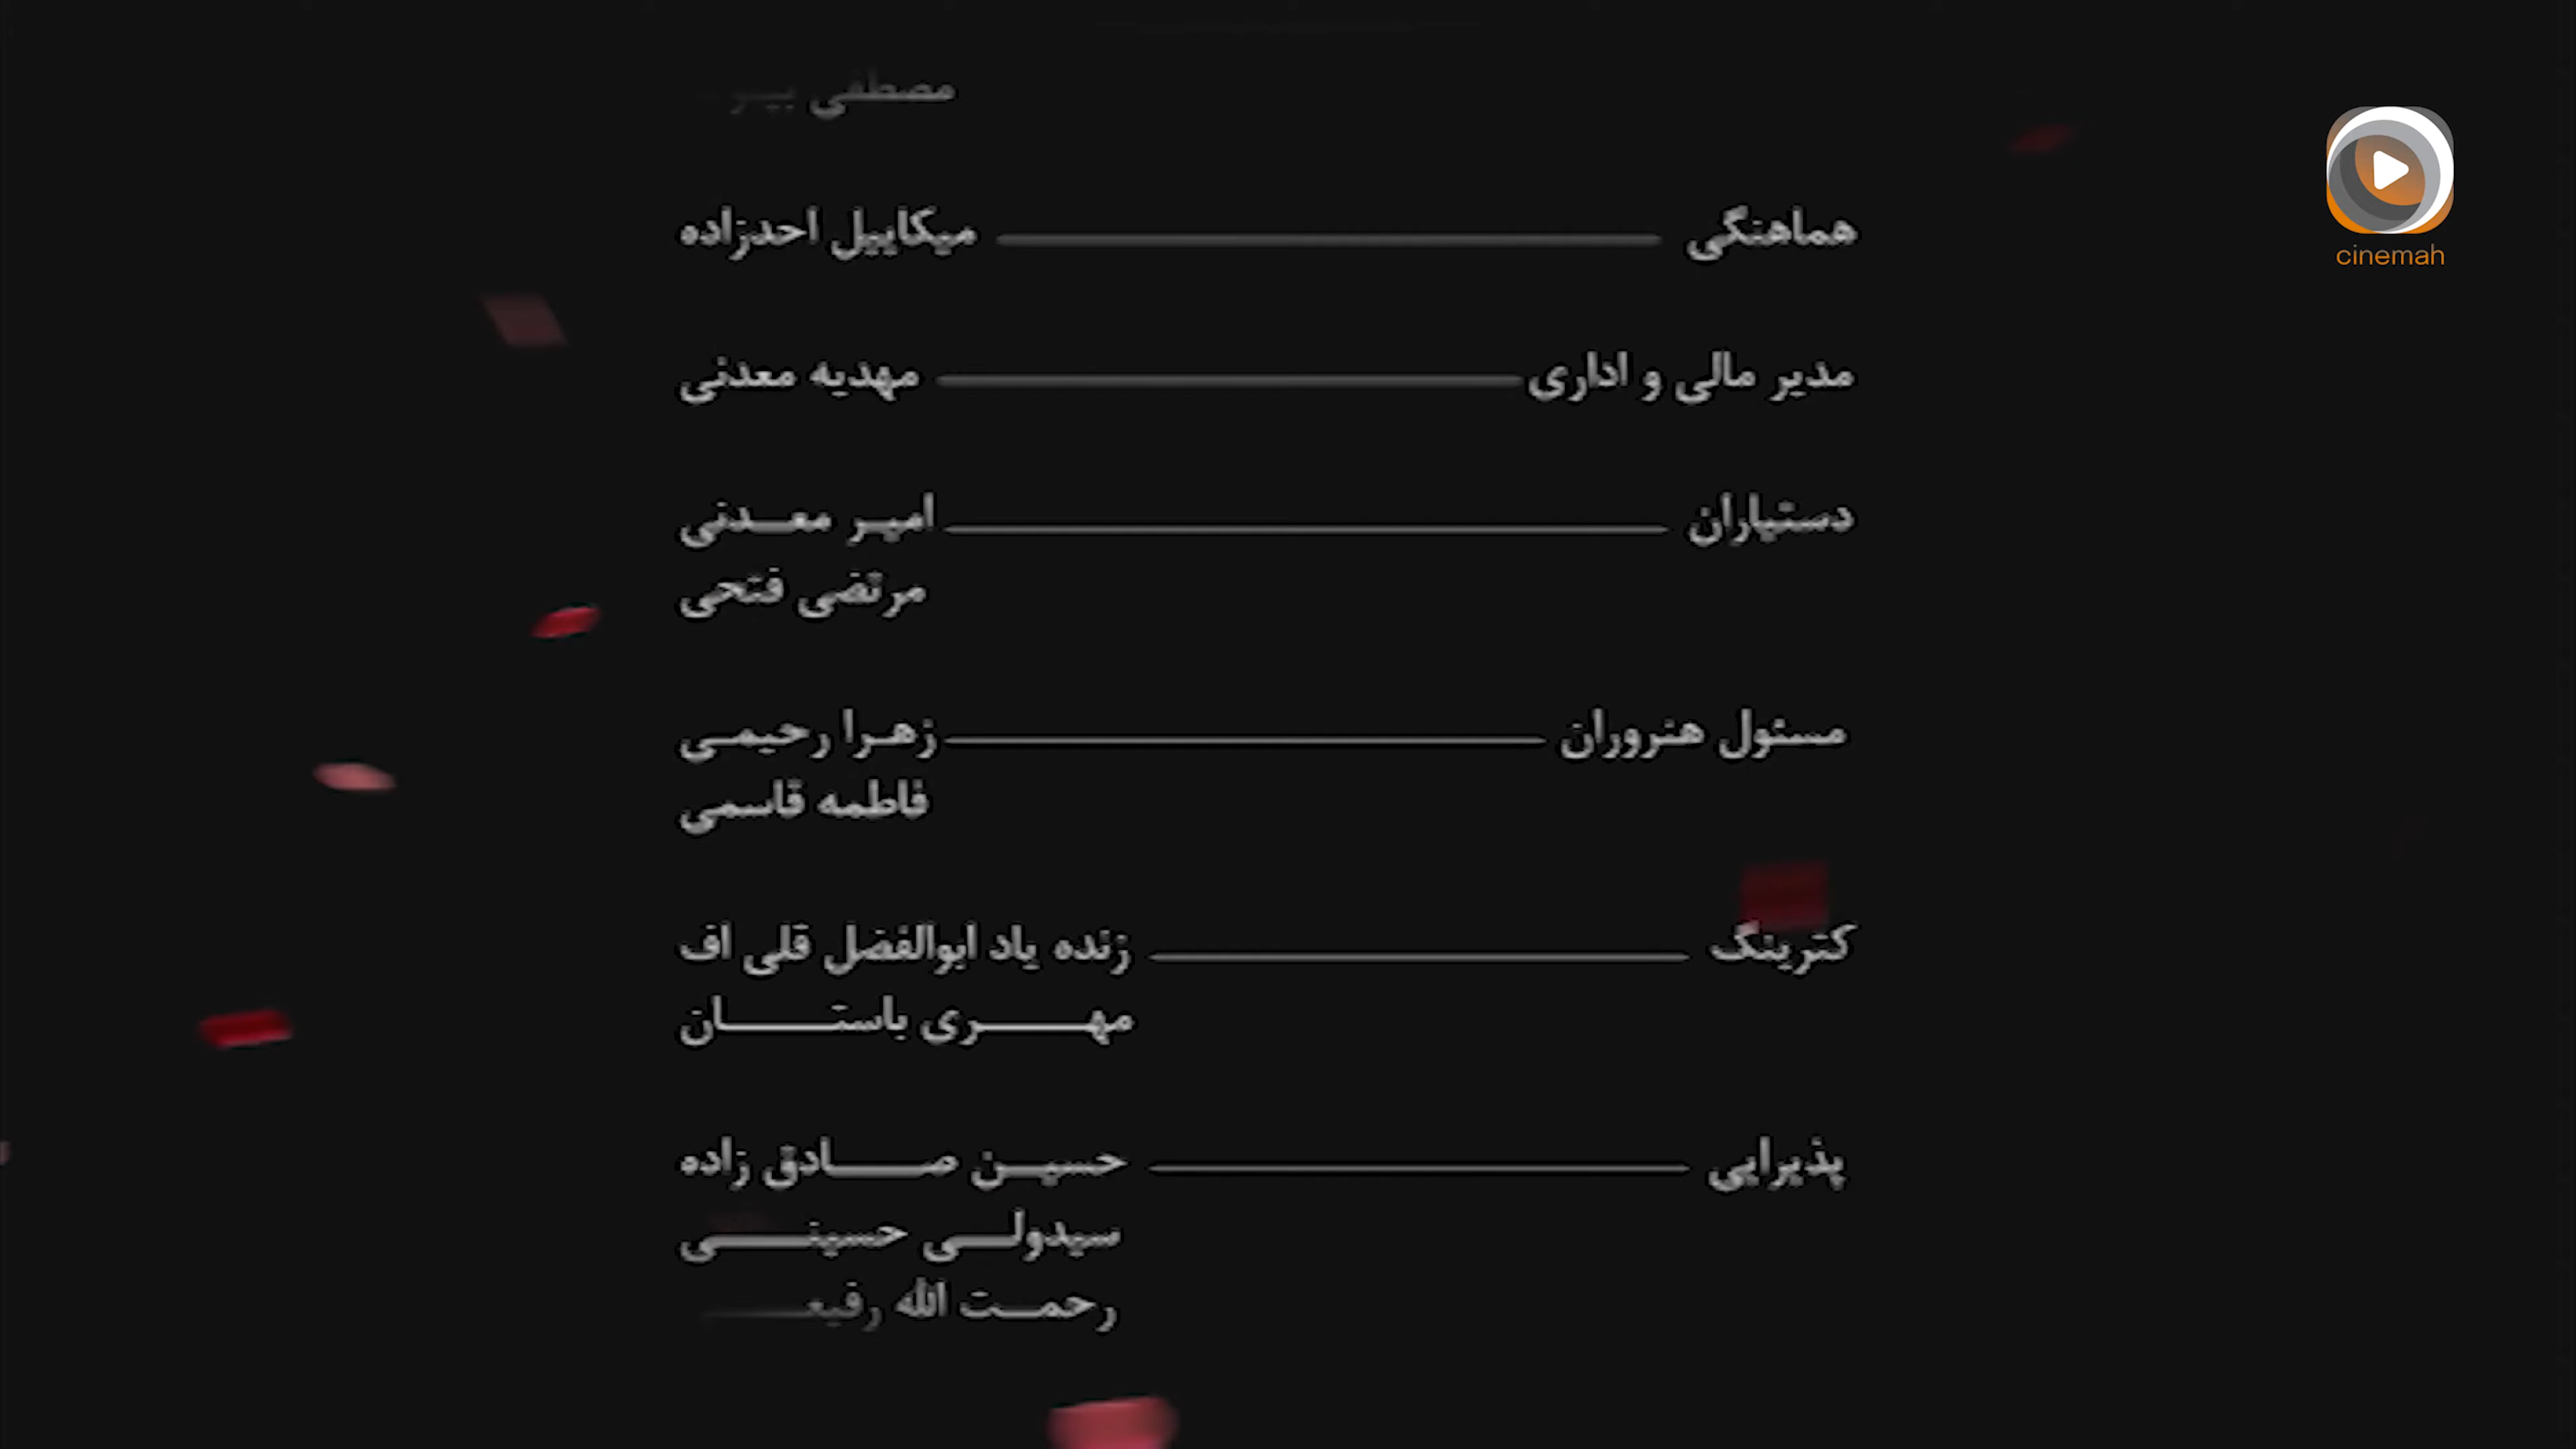 مصطفی
cinemah
هماهنگی میکاییل احدزاده
مدیر مالی و اداری مهدیه معدنی
دستیاران امیر معدنی
مرتضی فتحی
مسئول هنروران زهرا رحیمی
فاطمه قاسمی
کترینگ زنده یاد ابوالفضل قلی اف
مهری باستان
پذیرایی حسین صادق زاده
سیدولی حسینی
رحمت الله